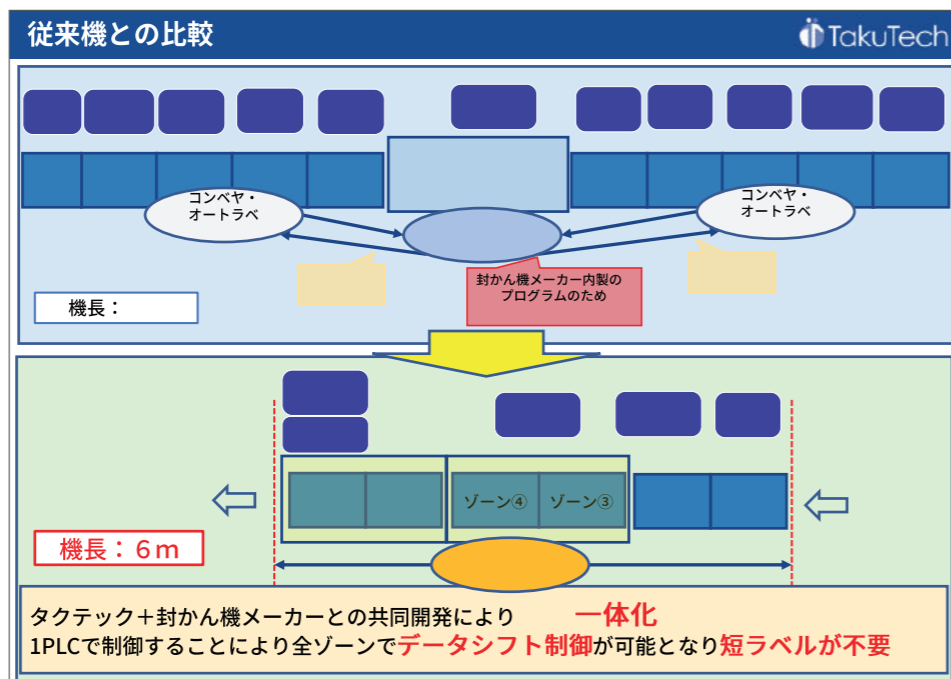 従来機との比較
TakuTech
コンベヤ・
オートラベ
コンベヤ・
オートラベ
封かん機メーカー内製の
プログラムのため
機長：
ゾーン④
ゾーン③
機長：６ｍ
タクテック＋封かん機メーカーとの共同開発により 一体化
1PLCで制御することにより全ゾーンでデータシフト制御が可能となり短ラベルが不要